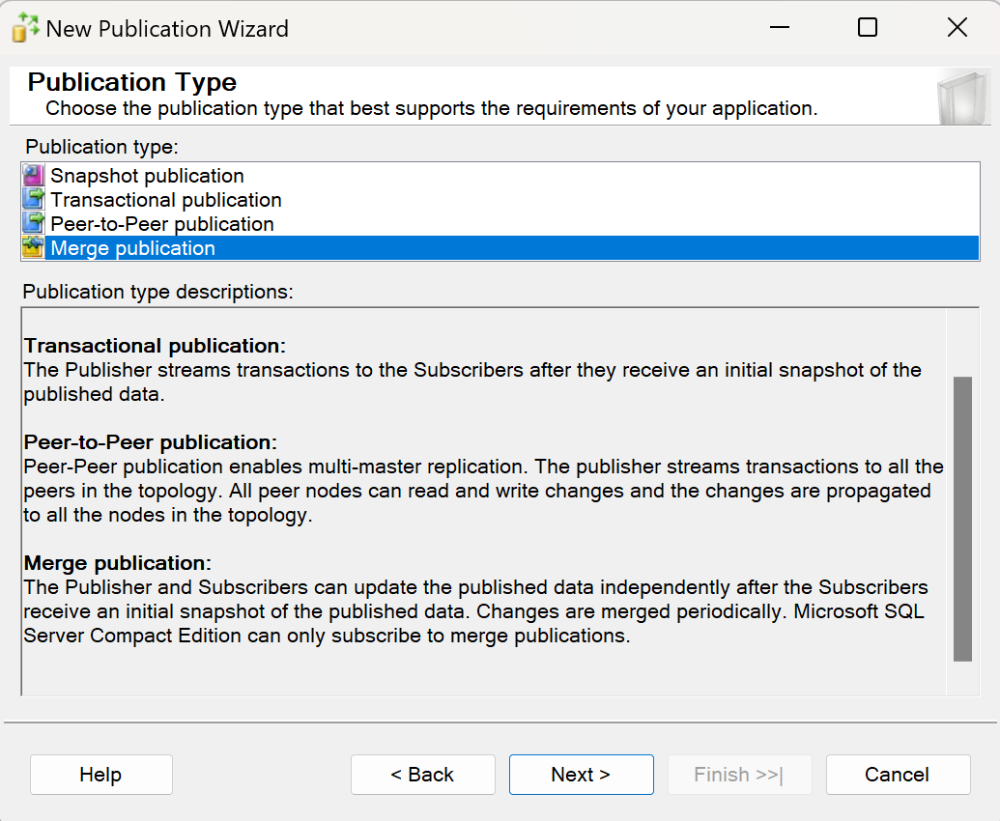 New Publication Wizard
Publication Type
Choose the publication type that best supports the requirements of your application.
Publication type:
Snapshot publication
Transactional publication
Peer-to-Peer publication
Merge publication
Publication type descriptions:
Transactional publication:
The Publisher streams transactions to the Subscribers after they receive an initial snapshot of the
published data.
Peer-to-Peer publication:
Peer-Peer publication enables multi-master replication. The publisher streams transactions to all the
peers in the topology. All peer nodes can read and write changes and the changes are propagated
to all the nodes in the topology.
Merge publication:
The Publisher and Subscribers can update the published data independently after the Subscribers
receive an initial snapshot of the published data. Changes are merged periodically. Microsoft SQL
Server Compact Edition can only subscribe to merge publications.
Help
< Back
Next >
Finish >>|
Cancel